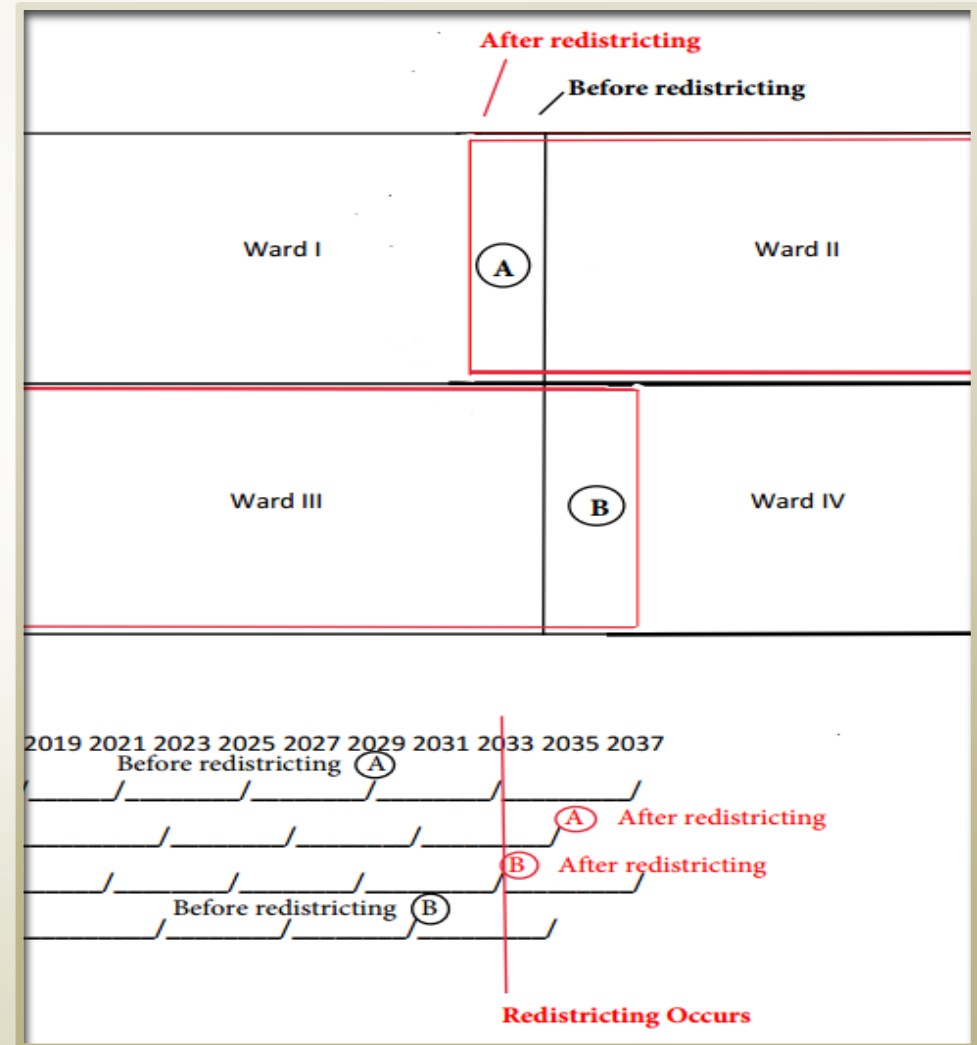 After redistricting
Before redistricting
Ward I
A
Ward II
Ward III
B
Ward IV
2019 2021 2023 2025 2027 2029 2031 2033 2035 2037
Before redistricting A
A After redistricting
B After redistricting
Before redistricting B
Redistricting Occurs